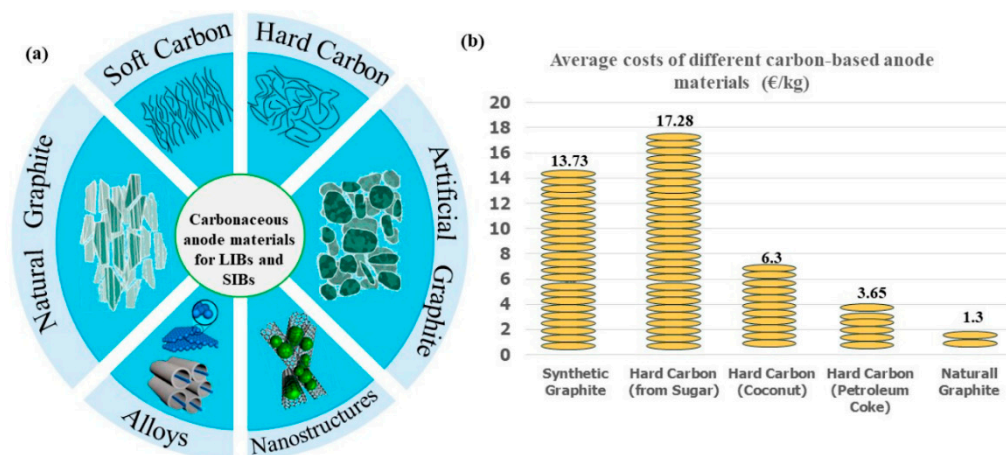 (a)
Soft Carbon
Hard Carbon
Natural Graphite
Artificial Graphite
Alloys
Nanostructures
Carbonaceous
anode materials
for LIBs and
SIBs
(b)
Average costs of different carbon-based anode
materials (€/kg)
20
18
16
14
12
10
8
6
4
2
0
13.73
17.28
6.3
3.65
1.3
Synthetic
Graphite
Hard Carbon
(from Sugar)
Hard Carbon
(Coconut)
Hard Carbon
(Petroleum
Coke)
Naturall
Graphite